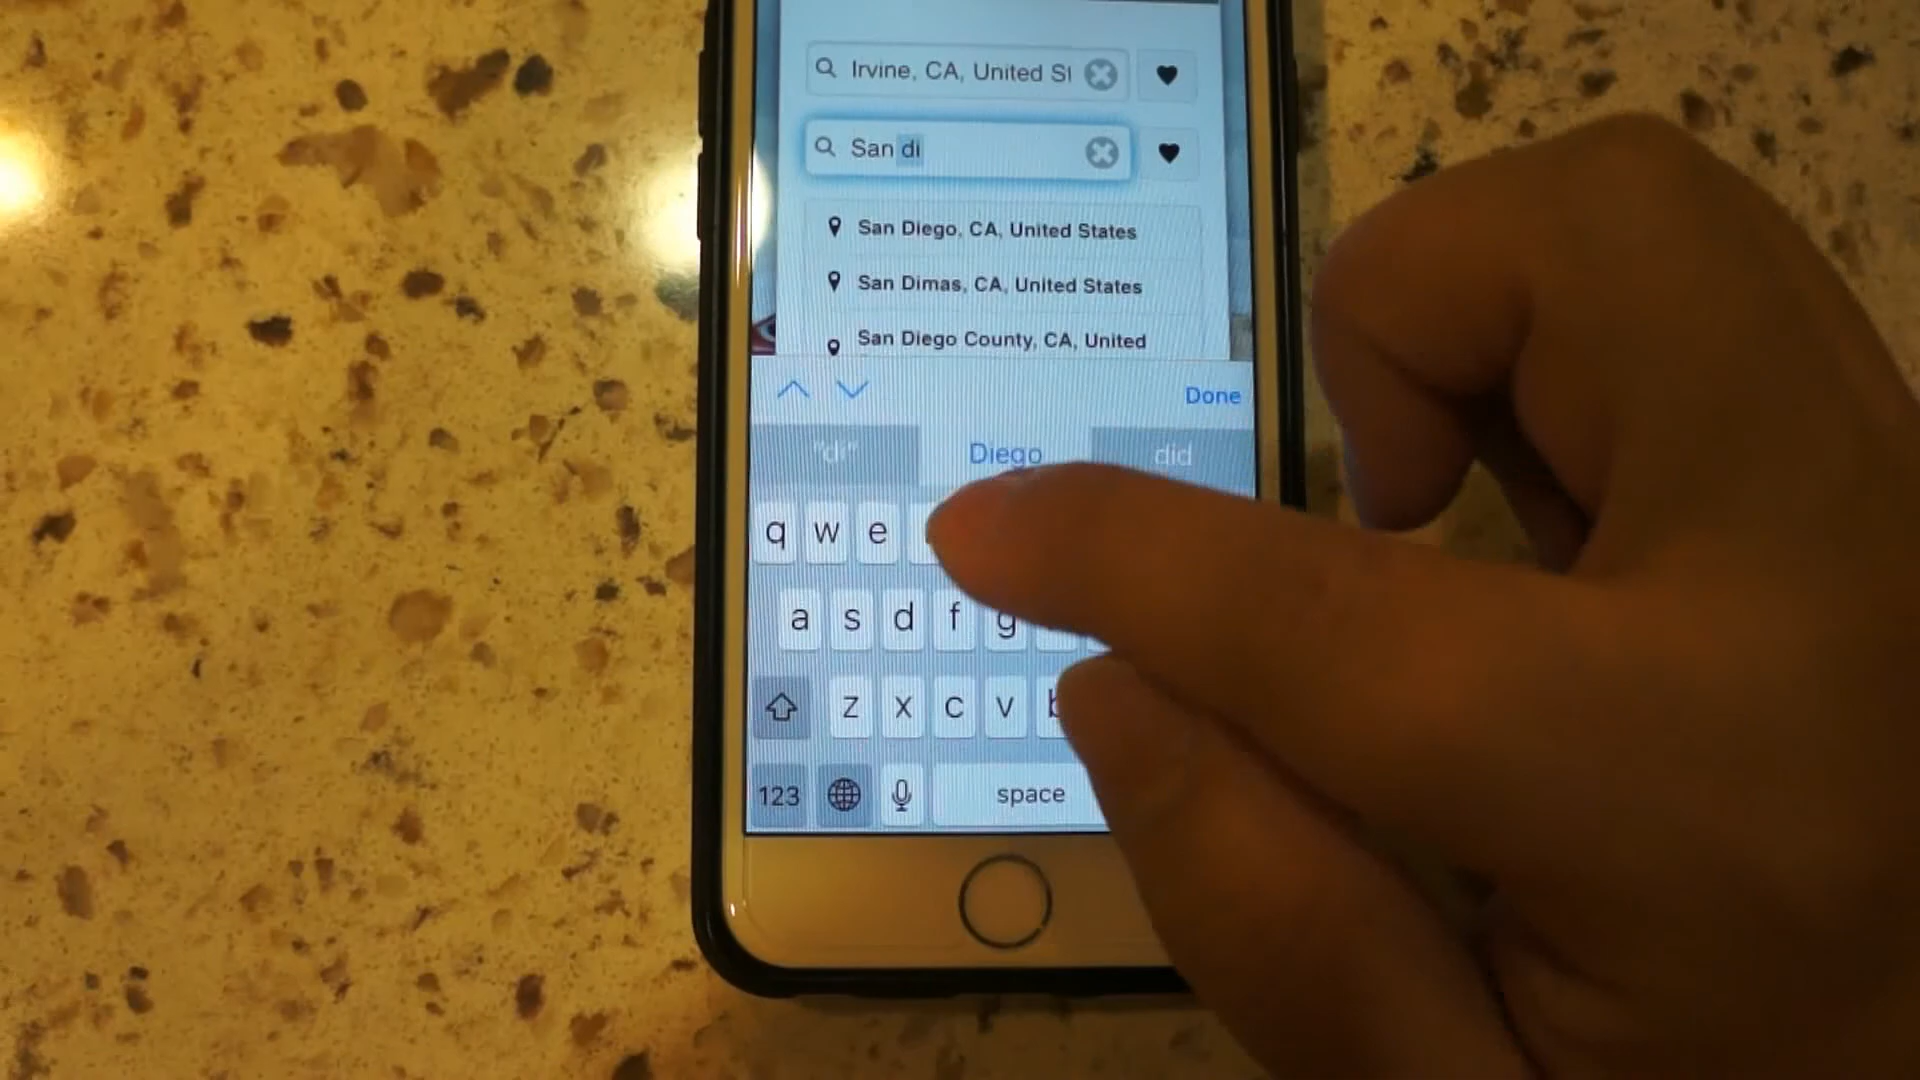 Irvine, CA, United St
San di
San Diego, CA, United States
San Dimas, CA, United States
San Diego County, CA, United
Done
"di" Diego did
q w e
a s d f g
z x c v b
123 space